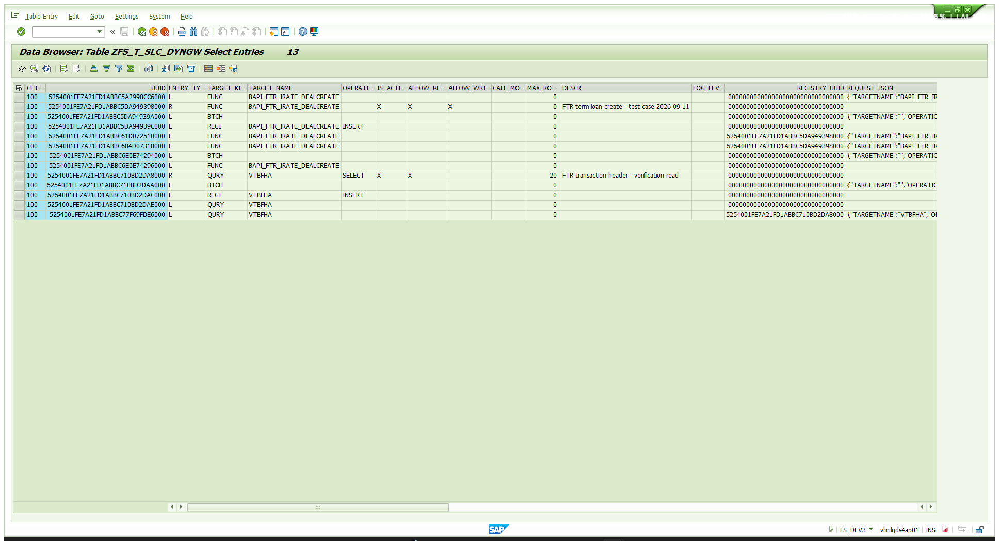 6 % | LAT
Table Entry Edit Goto Settings System Help
Data Browser: Table ZFS_T_SLC_DYNGW Select Entries 13
CLIE... UUID ENTRY_TY... TARGET_KI... TARGET_NAME OPERATI... IS_ACTI... ALLOW_RE... ALLOW_WRI... CALL_MO... MAX_RO... DESCR LOG_LEV... REGISTRY_UUID REQUEST_JSON
100 5254001FE7A21FD1ABBC5A2998CC6000 L FUNC BAPI_FTR_IRATE_DEALCREATE 0 00000000000000000000000000000000 {"TARGETNAME":"BAPI_FTR_IR
100 5254001FE7A21FD1ABBC5DA949398000 R FUNC BAPI_FTR_IRATE_DEALCREATE X X X 0 FTR term loan create - test case 2026-09-11 00000000000000000000000000000000
100 5254001FE7A21FD1ABBC5DA94939A000 L BTCH 0 00000000000000000000000000000000 {"TARGETNAME":"","OPERATIC
100 5254001FE7A21FD1ABBC5DA94939C000 L REGI BAPI_FTR_IRATE_DEALCREATE INSERT 0 00000000000000000000000000000000
100 5254001FE7A21FD1ABBC61D072510000 L FUNC BAPI_FTR_IRATE_DEALCREATE 0 5254001FE7A21FD1ABBC5DA949398000 {"TARGETNAME":"BAPI_FTR_IR
100 5254001FE7A21FD1ABBC684D07318000 L FUNC BAPI_FTR_IRATE_DEALCREATE 0 5254001FE7A21FD1ABBC5DA949398000 {"TARGETNAME":"BAPI_FTR_IR
100 5254001FE7A21FD1ABBC6E0E74294000 L BTCH 0 00000000000000000000000000000000 {"TARGETNAME":"","OPERATIC
100 5254001FE7A21FD1ABBC6E0E74296000 L FUNC BAPI_FTR_IRATE_DEALCREATE 0 00000000000000000000000000000000
100 5254001FE7A21FD1ABBC710BD2DA8000 R QURY VTBFHA SELECT X X 20 FTR transaction header - verification read 00000000000000000000000000000000
100 5254001FE7A21FD1ABBC710BD2DAA000 L BTCH 0 00000000000000000000000000000000 {"TARGETNAME":"","OPERATIC
100 5254001FE7A21FD1ABBC710BD2DAC000 L REGI VTBFHA INSERT 0 00000000000000000000000000000000
100 5254001FE7A21FD1ABBC710BD2DAE000 L QURY VTBFHA 0 00000000000000000000000000000000
100 5254001FE7A21FD1ABBC77F69FDE6000 L QURY VTBFHA 0 5254001FE7A21FD1ABBC710BD2DA8000 {"TARGETNAME":"VTBFHA","OI
SAP
FS_DEV3 vhnlqds4ap01 INS